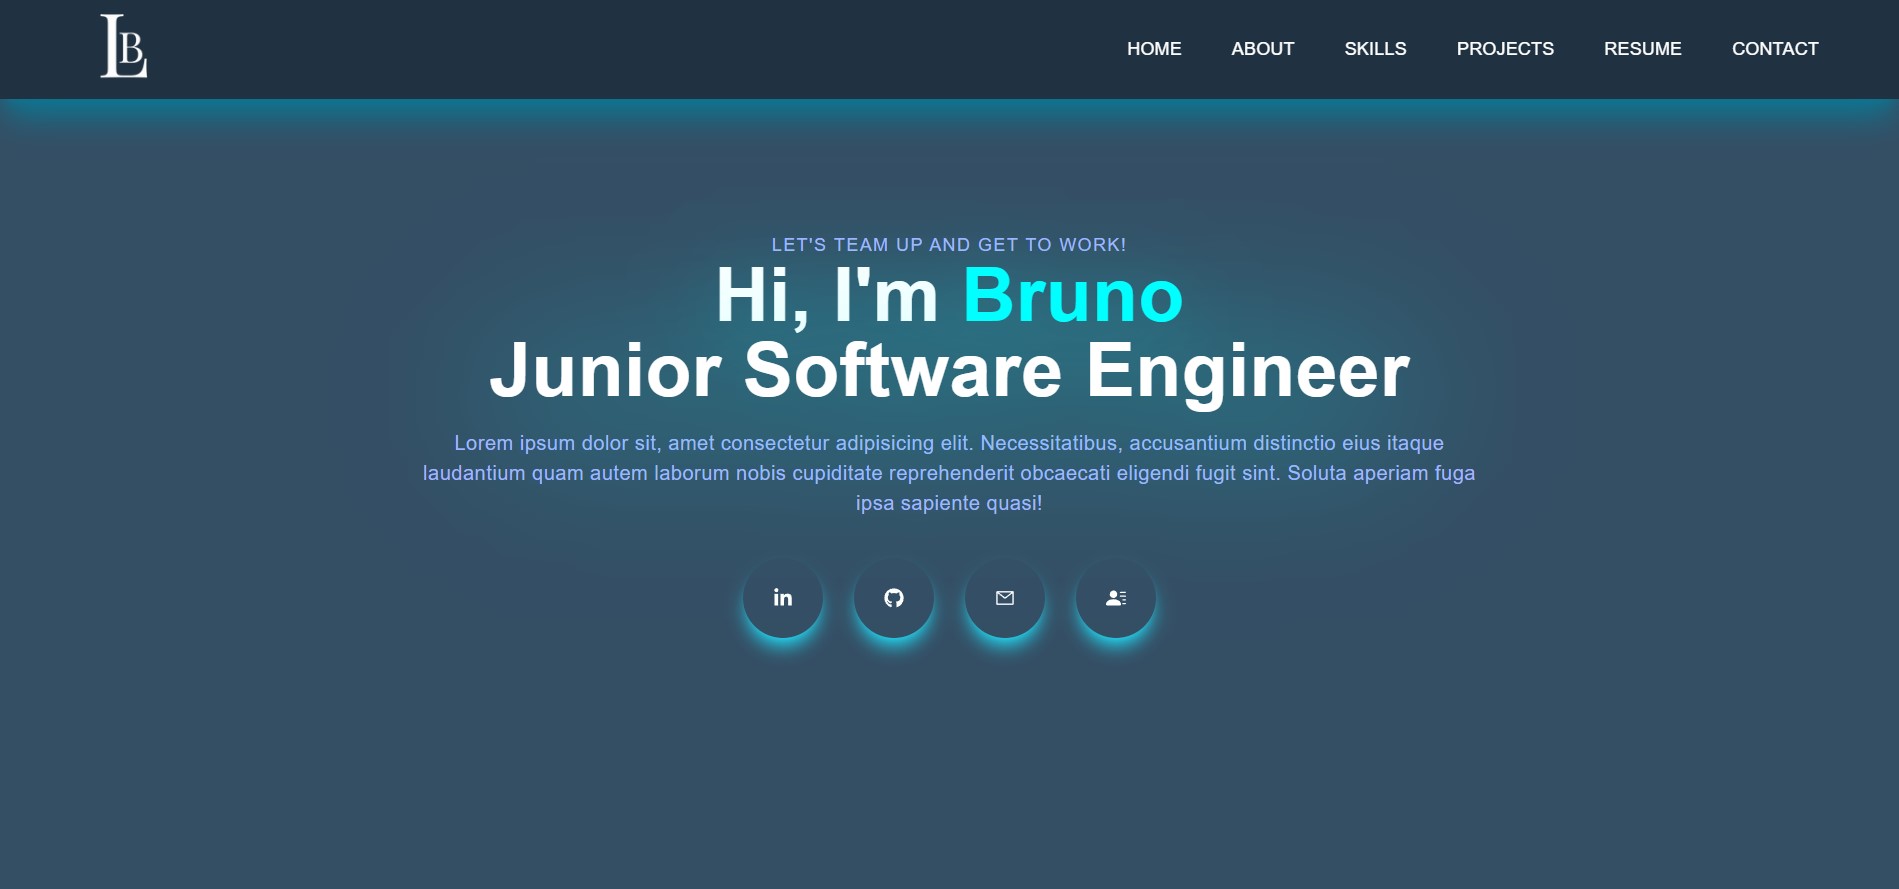 LB
HOME ABOUT SKILLS PROJECTS RESUME CONTACT
LET'S TEAM UP AND GET TO WORK!
Hi, I'm Bruno
Junior Software Engineer
Lorem ipsum dolor sit, amet consectetur adipisicing elit. Necessitatibus, accusantium distinctio eius itaque
laudantium quam autem laborum nobis cupiditate reprehenderit obcaecati eligendi fugit sint. Soluta aperiam fuga
ipsa sapiente quasi!
in